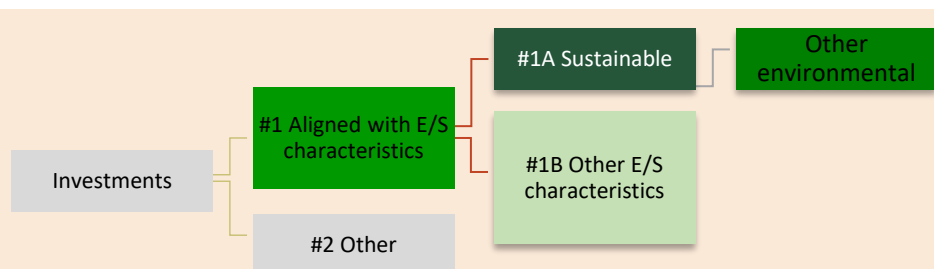 #1A Sustainable
Other
environmental
#1 Aligned with E/S
characteristics
#1B Other E/S
characteristics
Investments
#2 Other